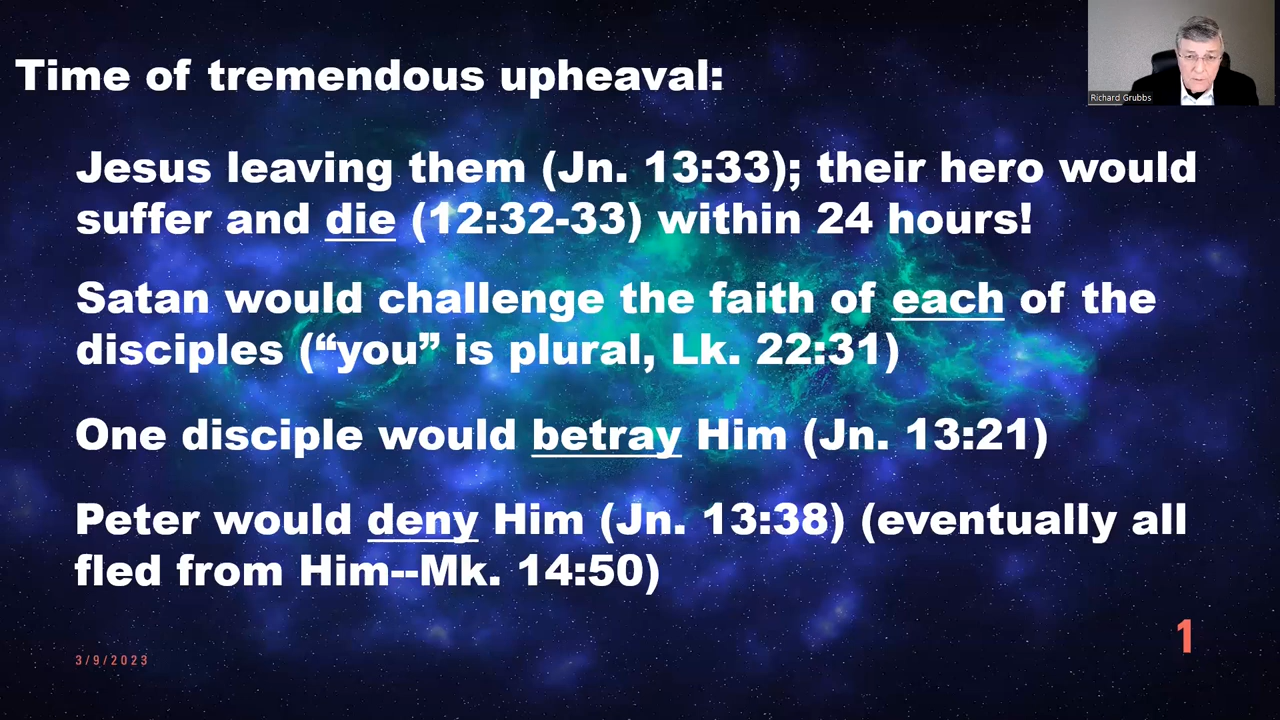 Time of tremendous upheaval:
Richard Grubbs
Jesus leaving them (Jn. 13:33); their hero would
suffer and die (12:32-33) within 24 hours!
Satan would challenge the faith of each of the
disciples (“you” is plural, Lk. 22:31)
One disciple would betray Him (Jn. 13:21)
Peter would deny Him (Jn. 13:38) (eventually all
fled from Him--Mk. 14:50)
1
3/9/2023